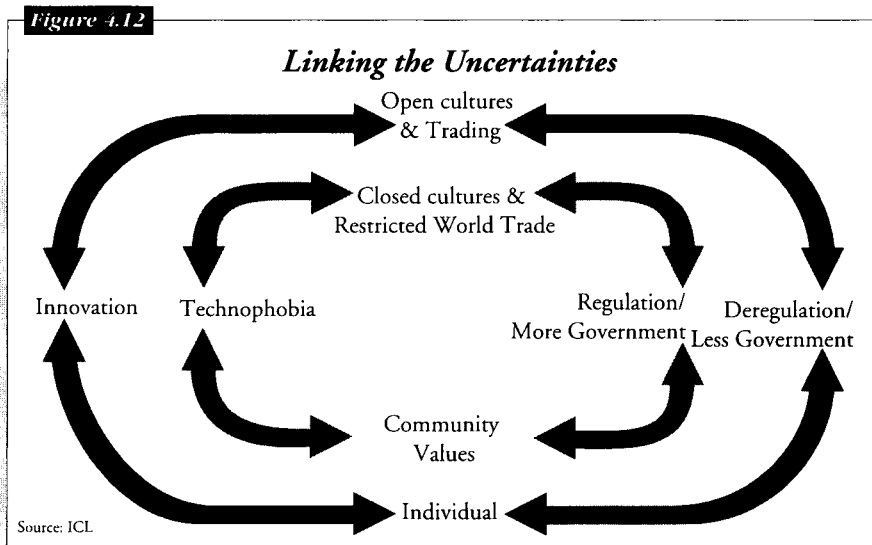 Figure 4.12
Linking the Uncertainties
Open cultures
& Trading
Closed cultures &
Restricted World Trade
Innovation
Technophobia
Regulation/
More Government
Deregulation/
Less Government
Community
Values
Individual
Source: ICL